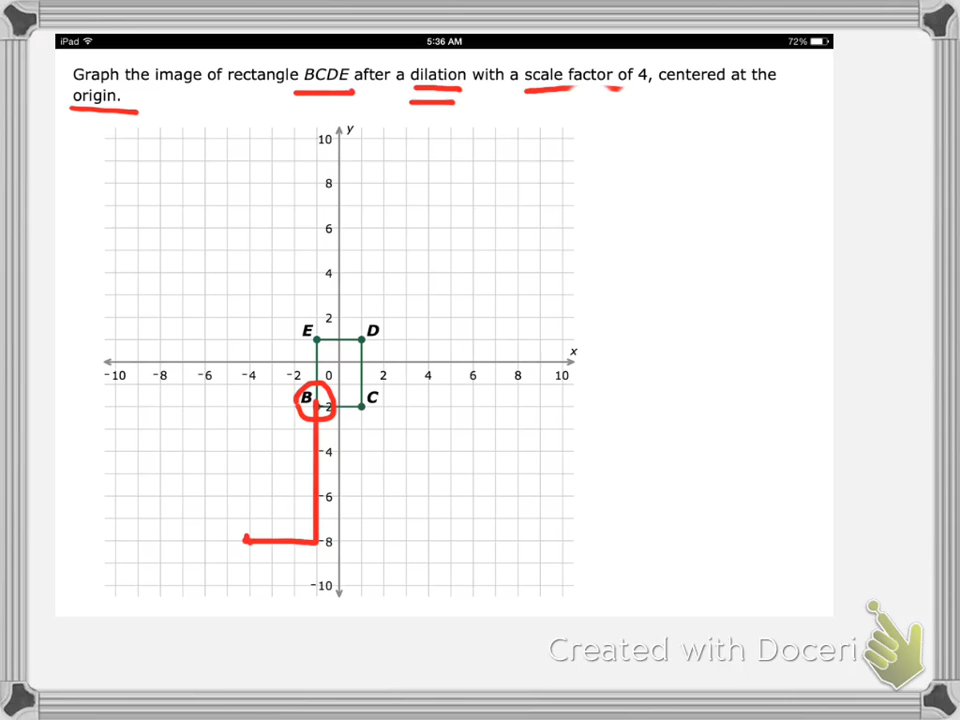 iPad 5:36 AM 72%
Graph the image of rectangle BCDE after a dilation with a scale factor of 4, centered at the
origin.
y
10
8
6
4
2
E D
x
-10 -8 -6 -4 -2 0 2 4 6 8 10
B C
-2
-4
-6
-8
-10
Created with Doceri